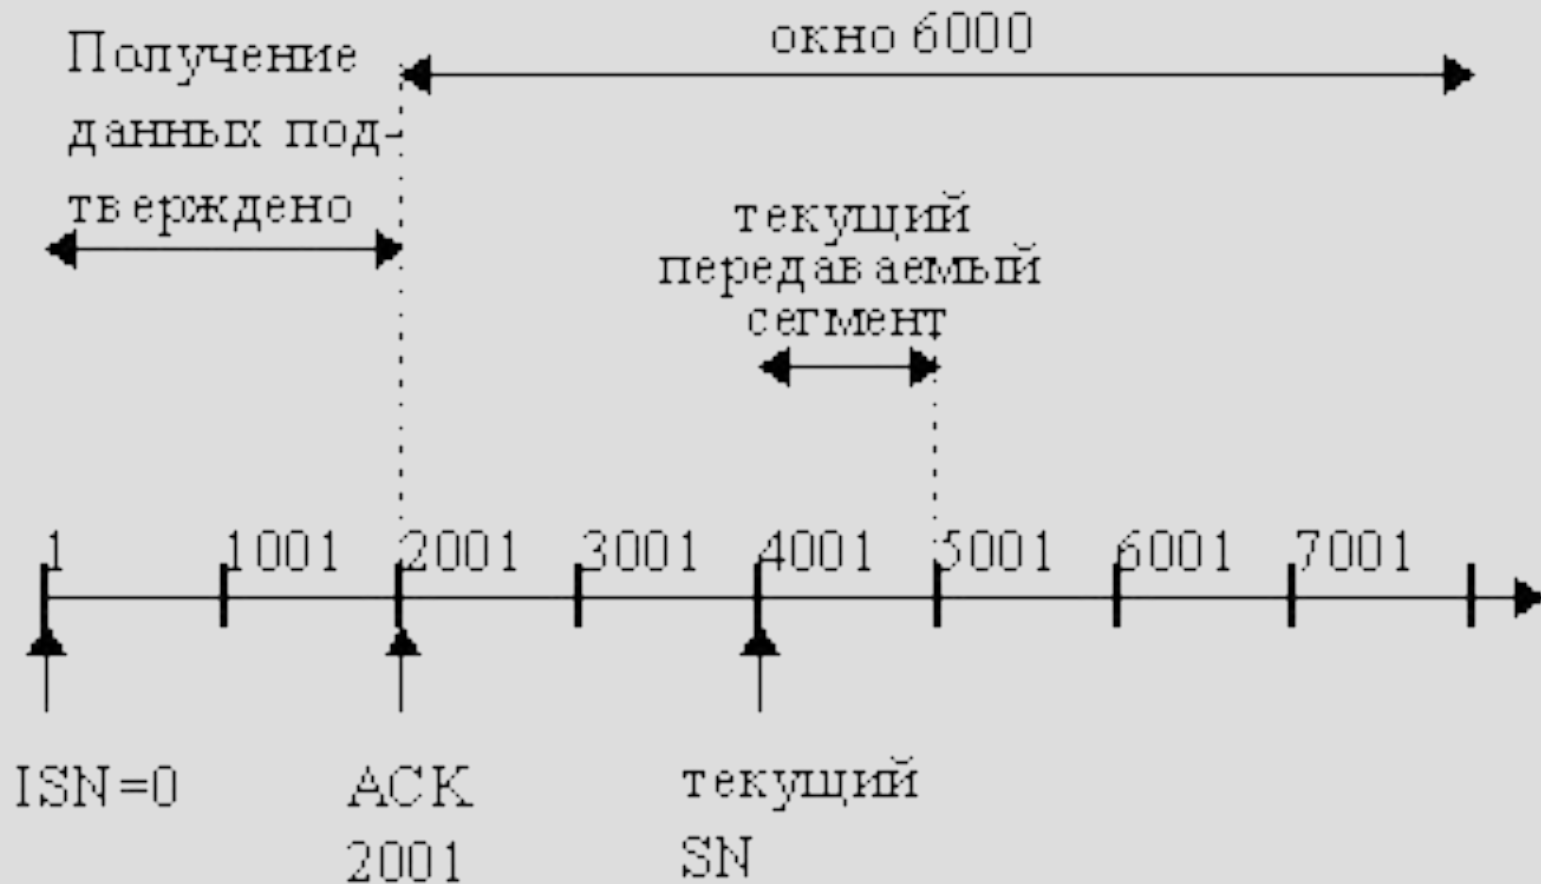 Получение
данных под-
тверждено
окно 6000
текущий
передаваемый
сегмент
1 1001 2001 3001 4001 5001 6001 7001
ISN=0
ACK
2001
текущий
SN